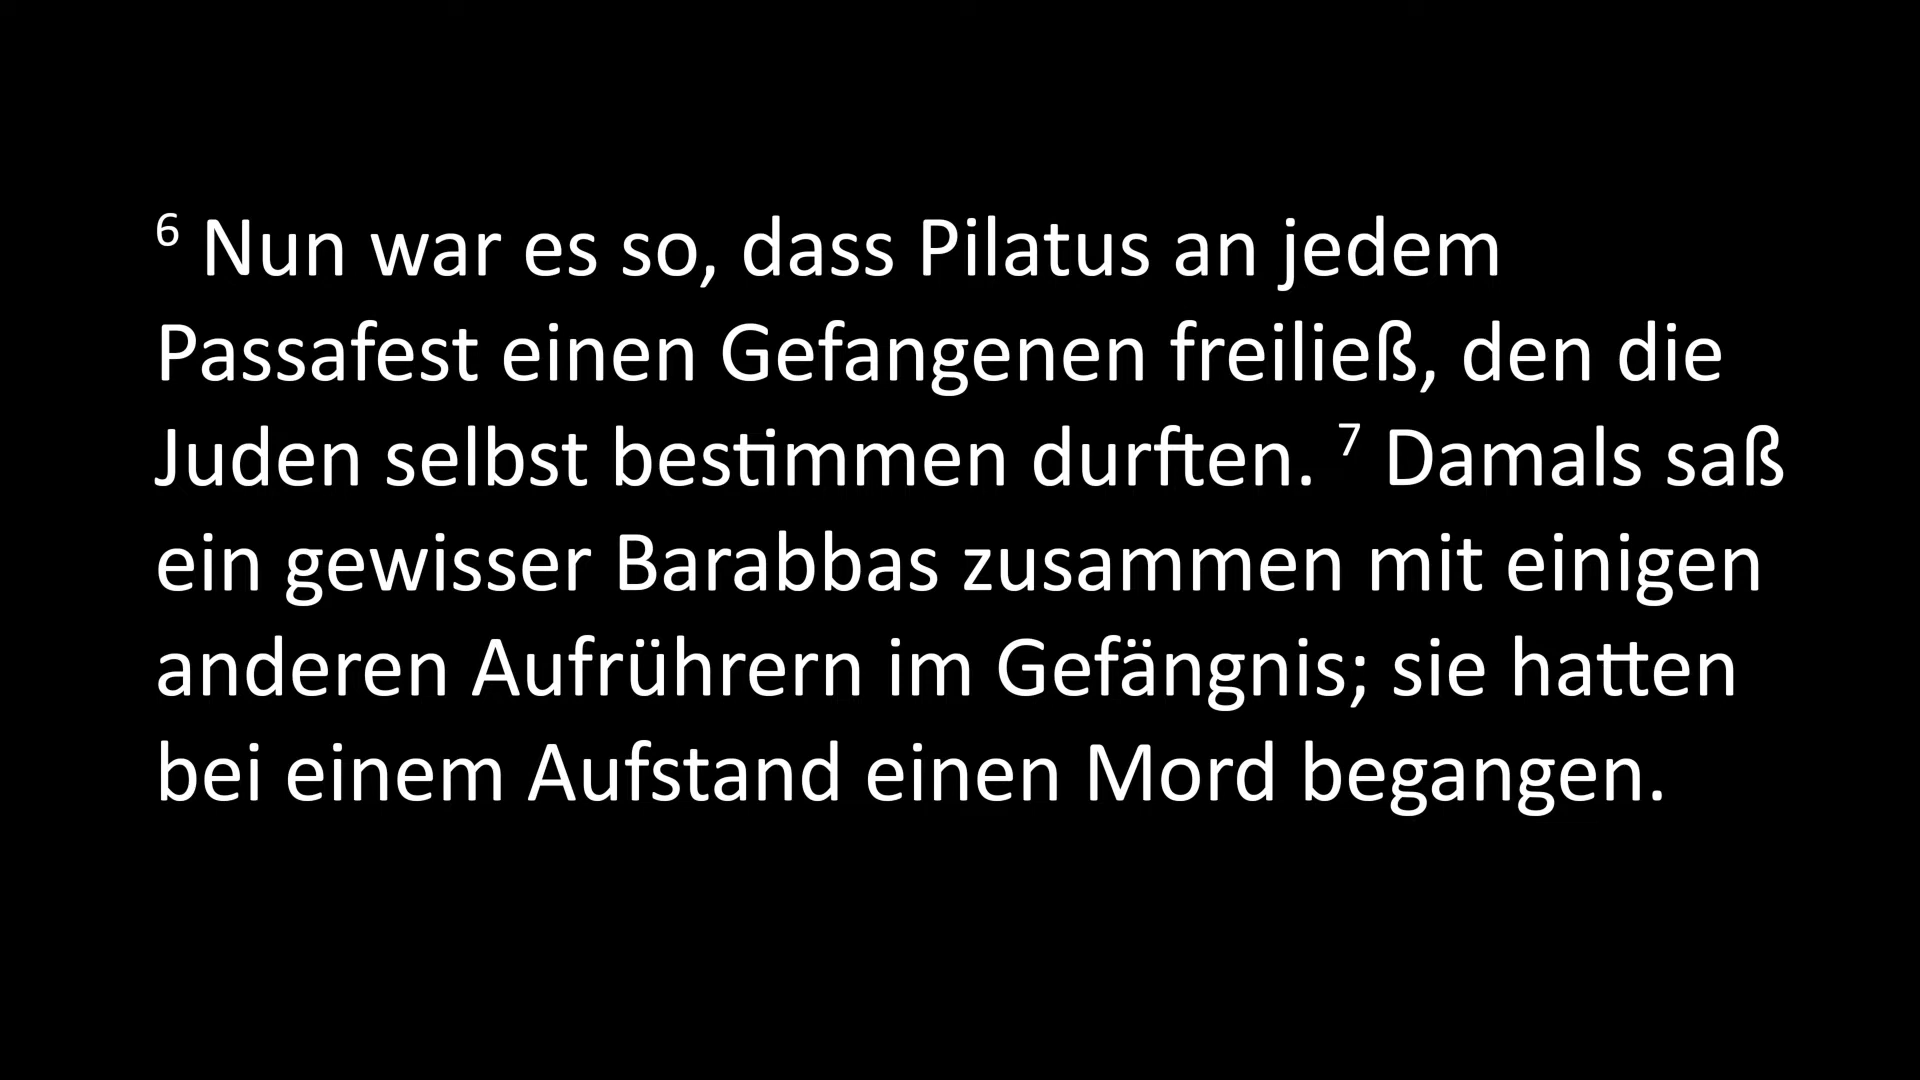 ⁶ Nun war es so, dass Pilatus an jedem
Passafest einen Gefangenen freiließ, den die
Juden selbst bestimmen durften. ⁷ Damals saß
ein gewisser Barabbas zusammen mit einigen
anderen Aufrührern im Gefängnis; sie hatten
bei einem Aufstand einen Mord begangen.